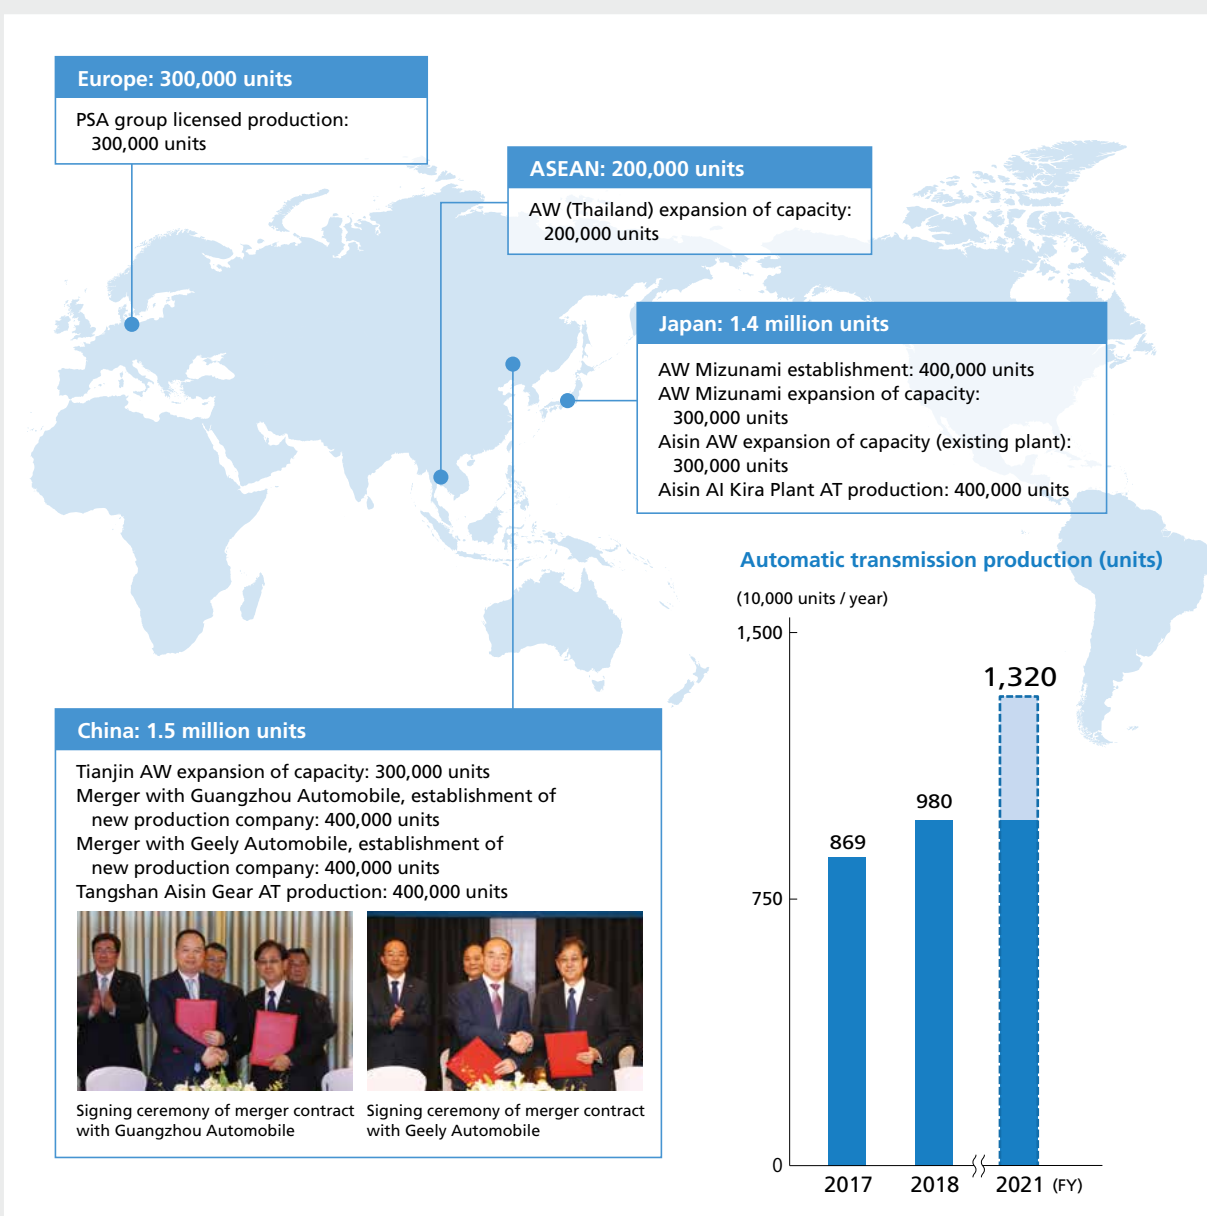 Europe: 300,000 units
PSA group licensed production:
300,000 units
ASEAN: 200,000 units
AW (Thailand) expansion of capacity:
200,000 units
Japan: 1.4 million units
AW Mizunami establishment: 400,000 units
AW Mizunami expansion of capacity:
300,000 units
Aisin AW expansion of capacity (existing plant):
300,000 units
Aisin AI Kira Plant AT production: 400,000 units
China: 1.5 million units
Tianjin AW expansion of capacity: 300,000 units
Merger with Guangzhou Automobile, establishment of
new production company: 400,000 units
Merger with Geely Automobile, establishment of
new production company: 400,000 units
Tangshan Aisin Gear AT production: 400,000 units
Signing ceremony of merger contract
with Guangzhou Automobile
Signing ceremony of merger contract
with Geely Automobile
Automatic transmission production (units)
(10,000 units / year)
1,500
750
0
869
980
1,320
2017
2018
2021 (FY)